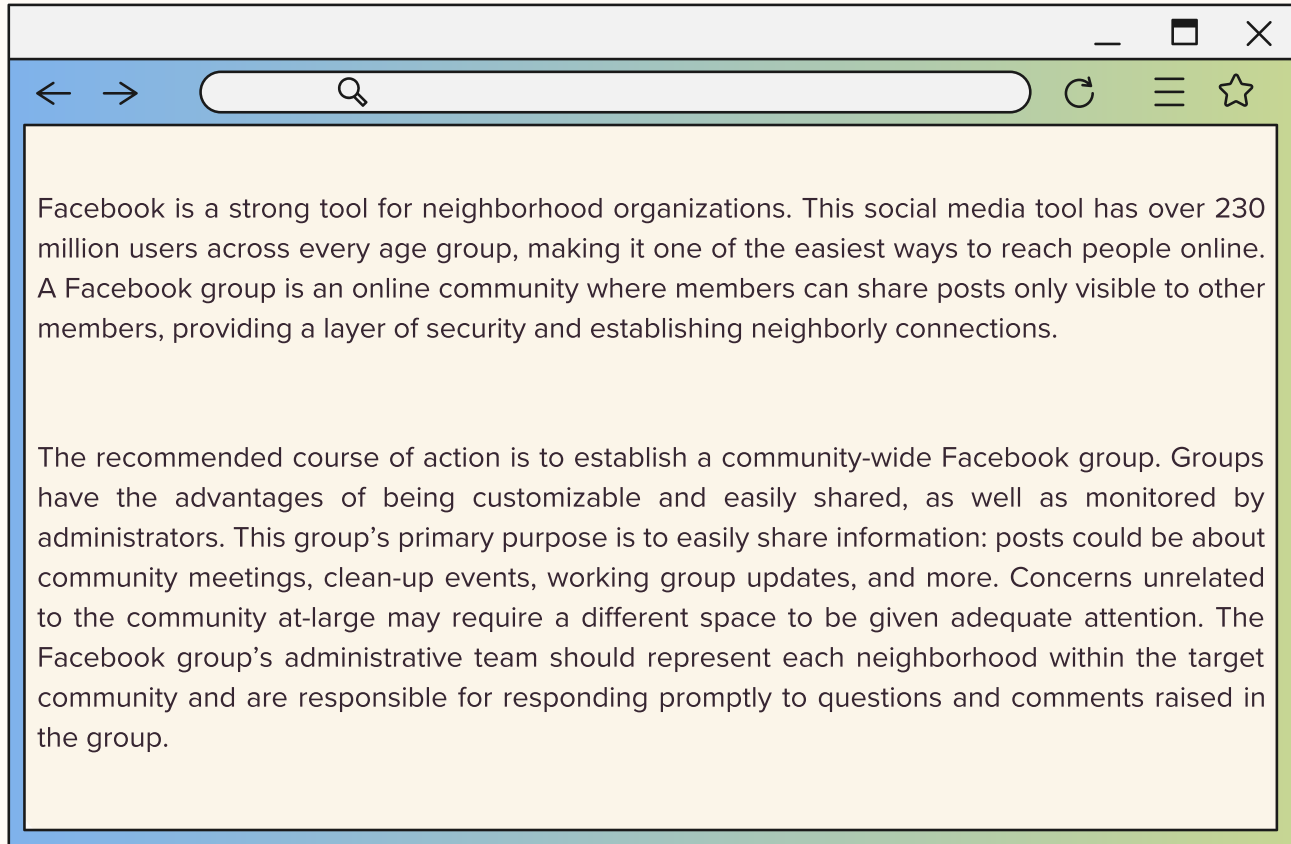 Facebook is a strong tool for neighborhood organizations. This social media tool has over 230
million users across every age group, making it one of the easiest ways to reach people online.
A Facebook group is an online community where members can share posts only visible to other
members, providing a layer of security and establishing neighborly connections.
The recommended course of action is to establish a community-wide Facebook group. Groups
have the advantages of being customizable and easily shared, as well as monitored by
administrators. This group’s primary purpose is to easily share information: posts could be about
community meetings, clean-up events, working group updates, and more. Concerns unrelated
to the community at-large may require a different space to be given adequate attention. The
Facebook group’s administrative team should represent each neighborhood within the target
community and are responsible for responding promptly to questions and comments raised in
the group.